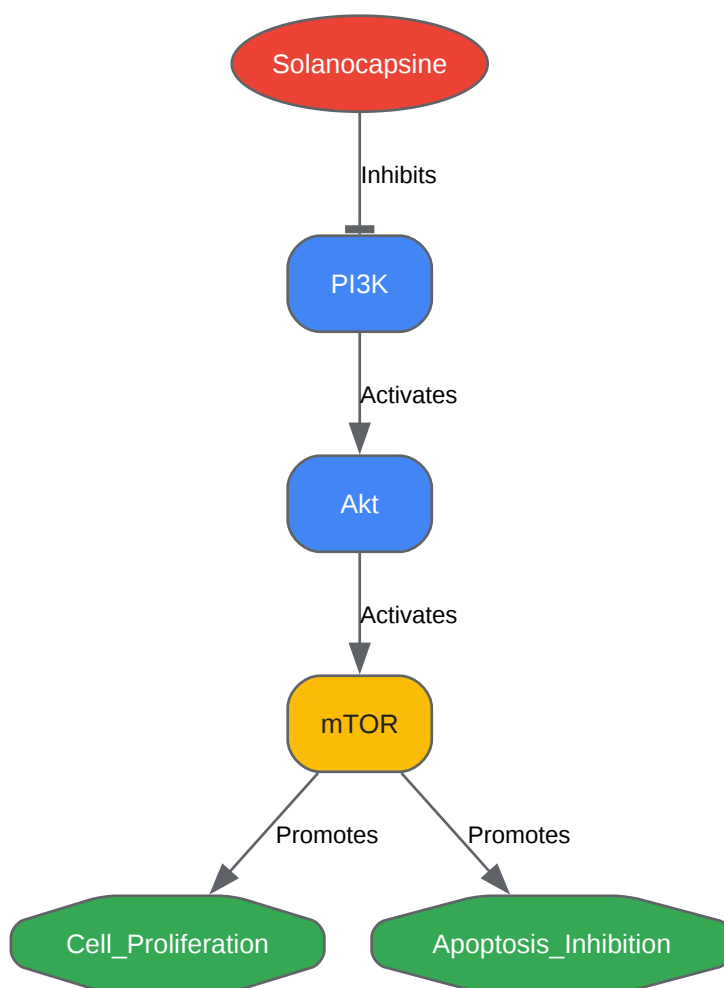 Solanocapsine
Inhibits
PI3K
Activates
Akt
Activates
mTOR
Promotes
Promotes
Cell_Proliferation
Apoptosis_Inhibition